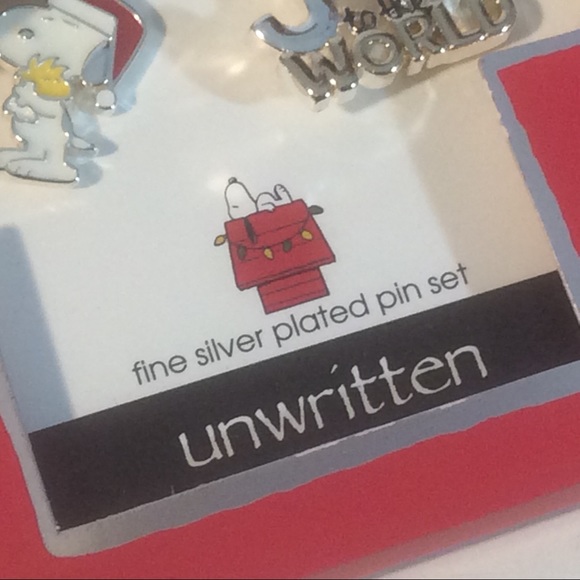 J
to the
WORLD
fine silver plated pin set
unwritten